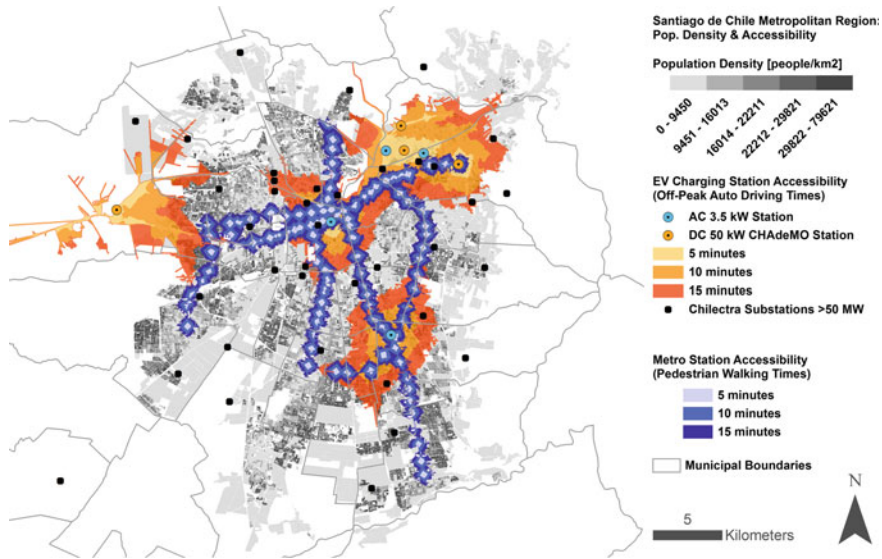 Santiago de Chile Metropolitan Region:
Pop. Density & Accessibility
Population Density [people/km2]
0 - 9450
9451 - 16013
16014 - 22211
22212 - 29821
29822 - 79621
EV Charging Station Accessibility
(Off-Peak Auto Driving Times)
AC 3.5 kW Station
DC 50 kW CHAdeMO Station
5 minutes
10 minutes
15 minutes
Chilectra Substations >50 MW
Metro Station Accessibility
(Pedestrian Walking Times)
5 minutes
10 minutes
15 minutes
Municipal Boundaries
N
5
Kilometers